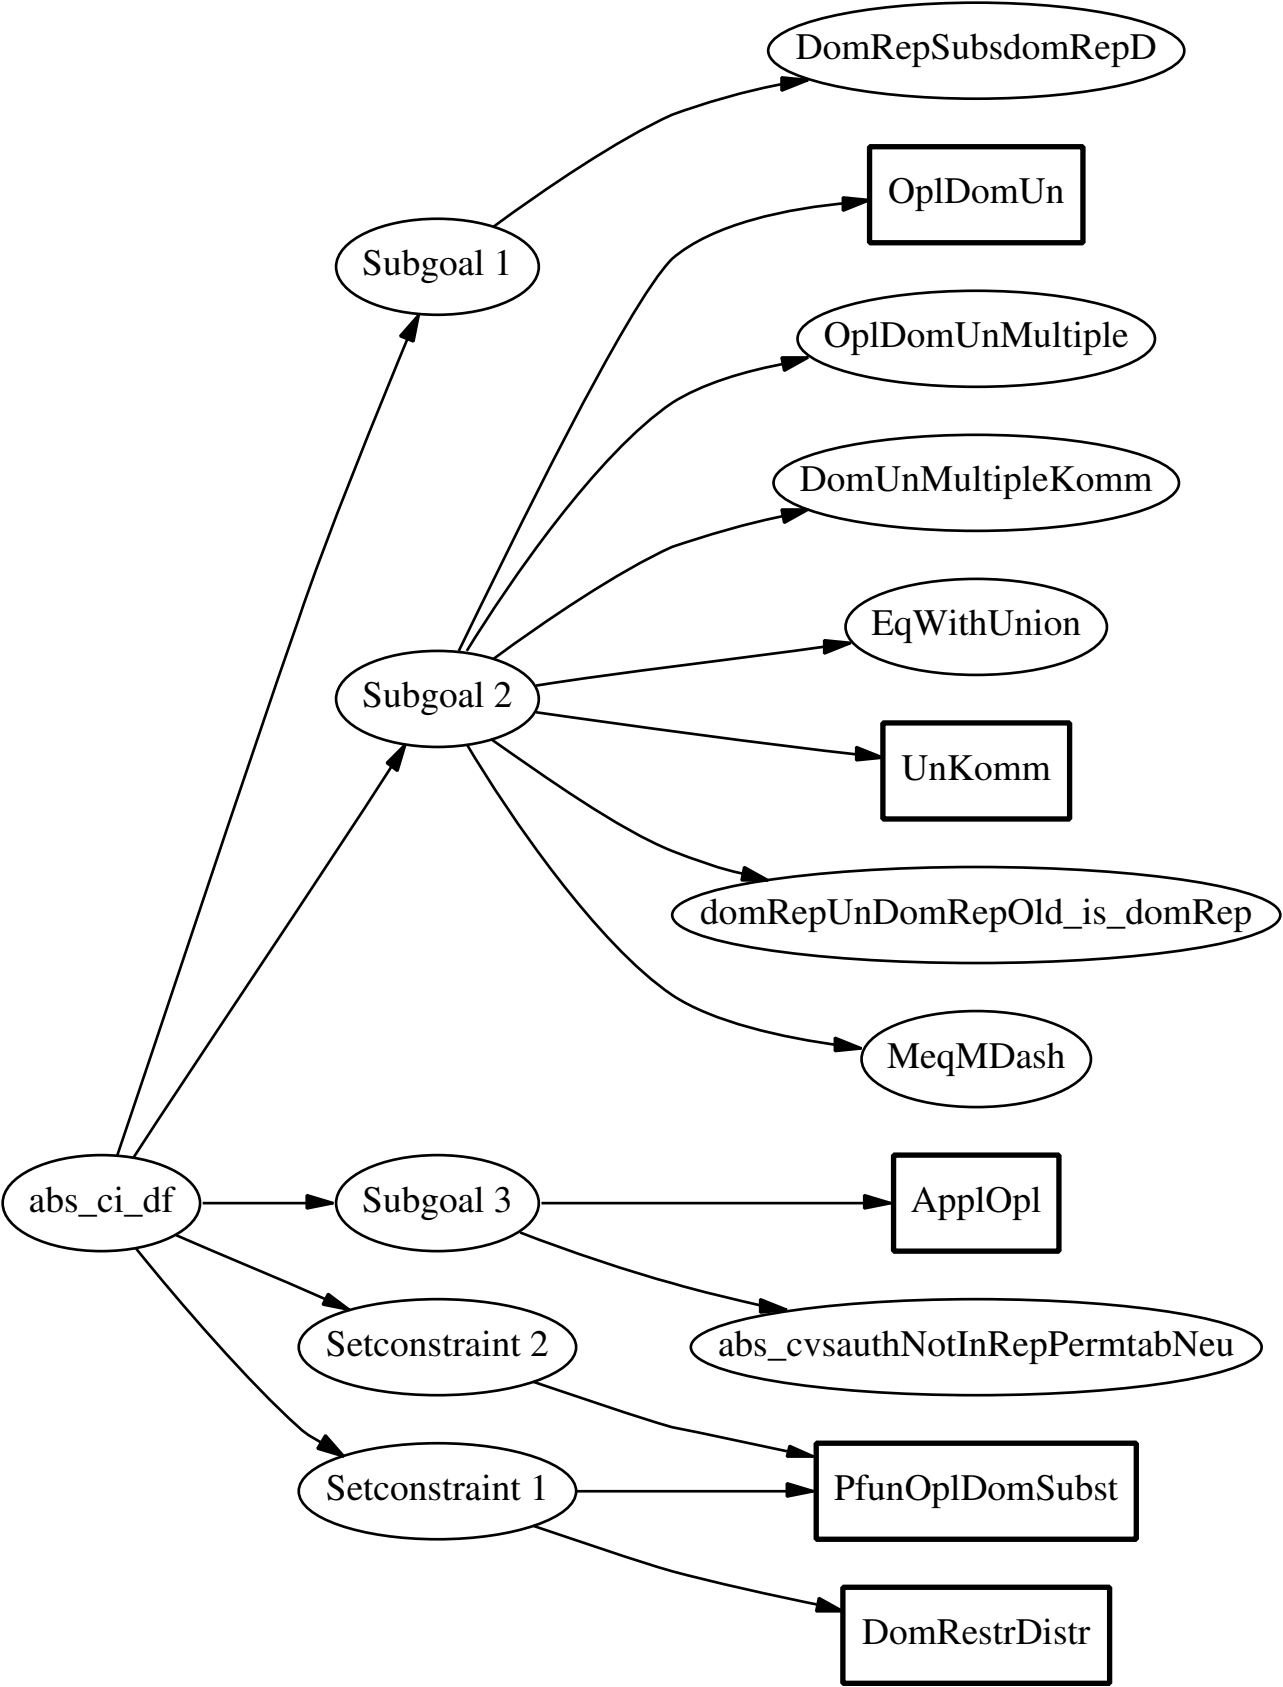 DomRepSubsdomRepD
OplDomUn
Subgoal 1
OplDomUnMultiple
DomUnMultipleKomm
EqWithUnion
Subgoal 2
UnKomm
domRepUnDomRepOld_is_domRep
MeqMDash
abs_ci_df
Subgoal 3
ApplOpl
Setconstraint 2
abs_cvsauthNotInRepPermtabNeu
Setconstraint 1
PfunOplDomSubst
DomRestrDistr